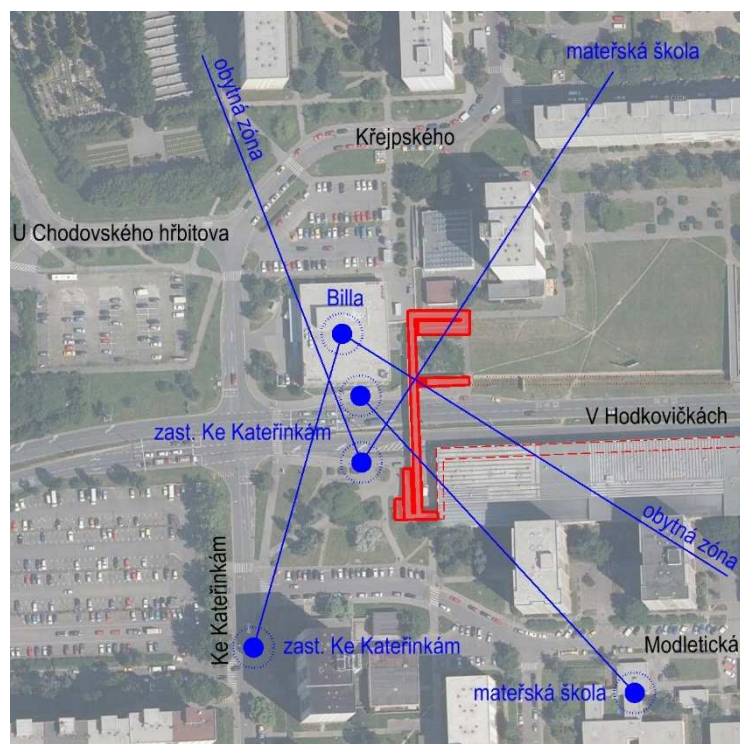 mateřská škola
obytná zóna
Křejpského
U Chodovského hřbitova
Billa
zast. Ke Kateřinkám
V Hodkovičkách
obytná zóna
Ke Kateřinkám
zast. Ke Kateřinkám
Modletická
mateřská škola